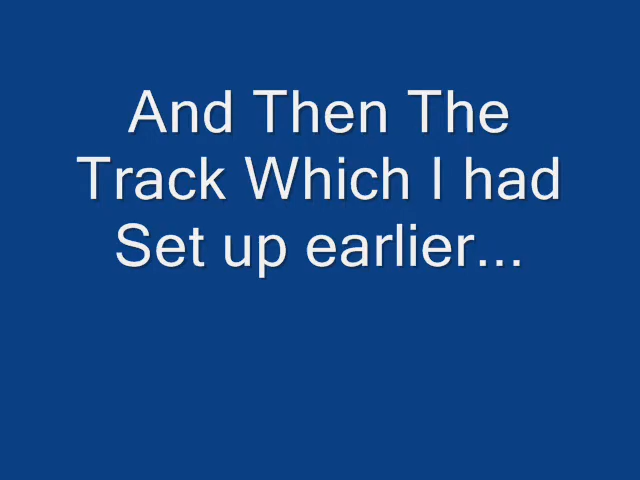 And Then The
Track Which I had
Set up earlier...